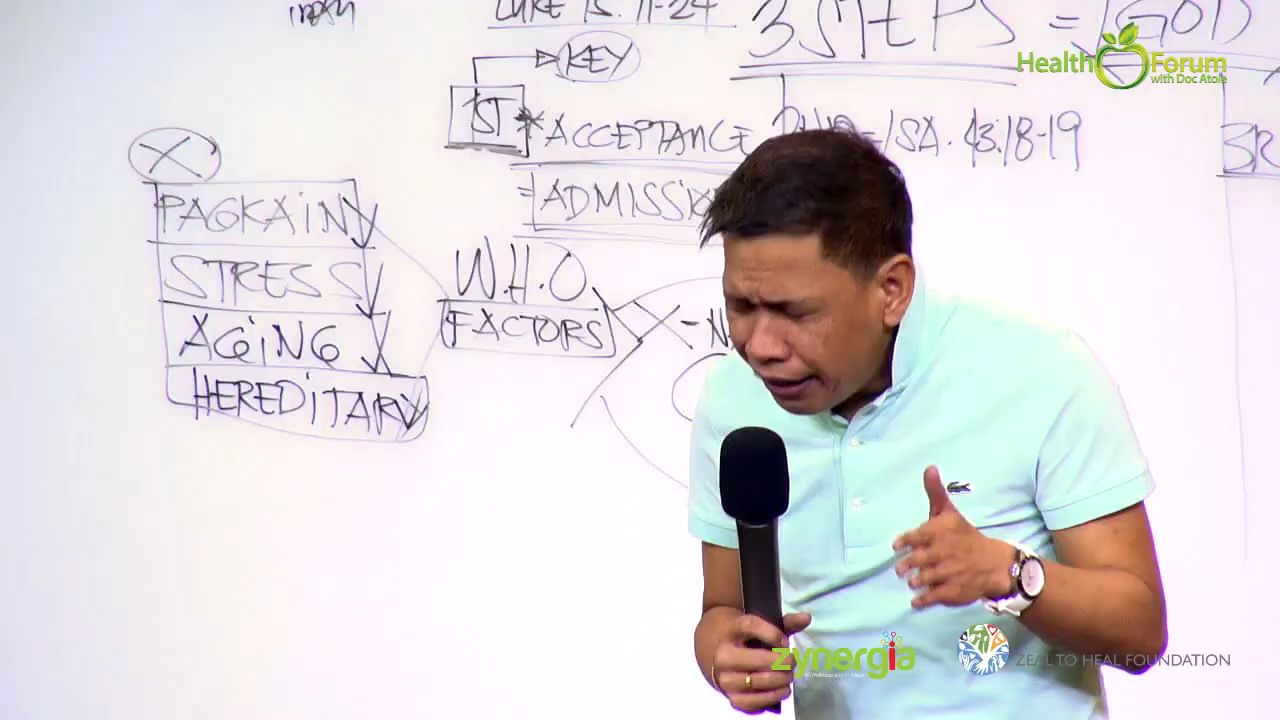 LUKE 15:11-24
3 STEPS = GOD
KEY
1ST * ACCEPTANCE
ISA. 43:18-19
3R
X
PAGKAIN
STRESS
AGING
HEREDITARY
W.H.O
FACTORS
Health Forum
with Doc Atoie
zynergia
ZEAL TO HEAL FOUNDATION